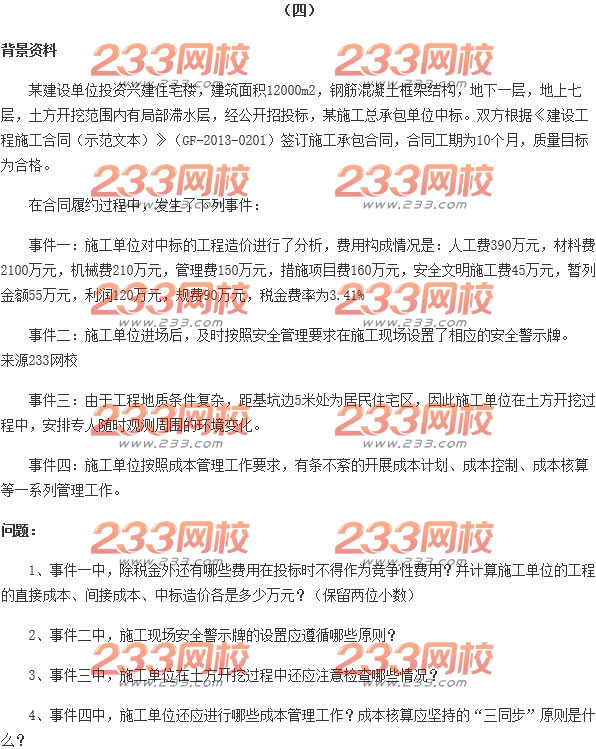 （四）
背景资料
某建设单位投资兴建住宅楼，建筑面积12000m2，钢筋混凝土框架结构，地下一层，地上七
层，土方开挖范围内有局部滞水层，经公开招投标，某施工总承包单位中标。双方根据《建设工
程施工合同（示范文本）》（GF-2013-0201）签订施工承包合同，合同工期为10个月，质量目标
为合格。
在合同履约过程中，发生了下列事件：
事件一：施工单位对中标的工程造价进行了分析，费用构成情况是：人工费390万元，材料费
2100万元，机械费210万元，管理费150万元，措施项目费160万元，安全文明施工费45万元，暂列
金额55万元，利润120万元，规费90万元，税金费率为3.41%
事件二：施工单位进场后，及时按照安全管理要求在施工现场设置了相应的安全警示牌。
来源233网校
事件三：由于工程地质条件复杂，距基坑边5米处为居民住宅区，因此施工单位在土方开挖过
程中，安排专人随时观测周围的环境变化。
事件四：施工单位按照成本管理工作要求，有条不紊的开展成本计划、成本控制、成本核算
等一系列管理工作。
问题：
1、事件一中，除税金外还有哪些费用在投标时不得作为竞争性费用？并计算施工单位的工程
的直接成本、间接成本、中标造价各是多少万元？（保留两位小数）
2、事件二中，施工现场安全警示牌的设置应遵循哪些原则？
3、事件三中，施工单位在土方开挖过程中还应注意检查哪些情况？
4、事件四中，施工单位还应进行哪些成本管理工作？成本核算应坚持的“三同步”原则是什
么？
233网校
www.233.com